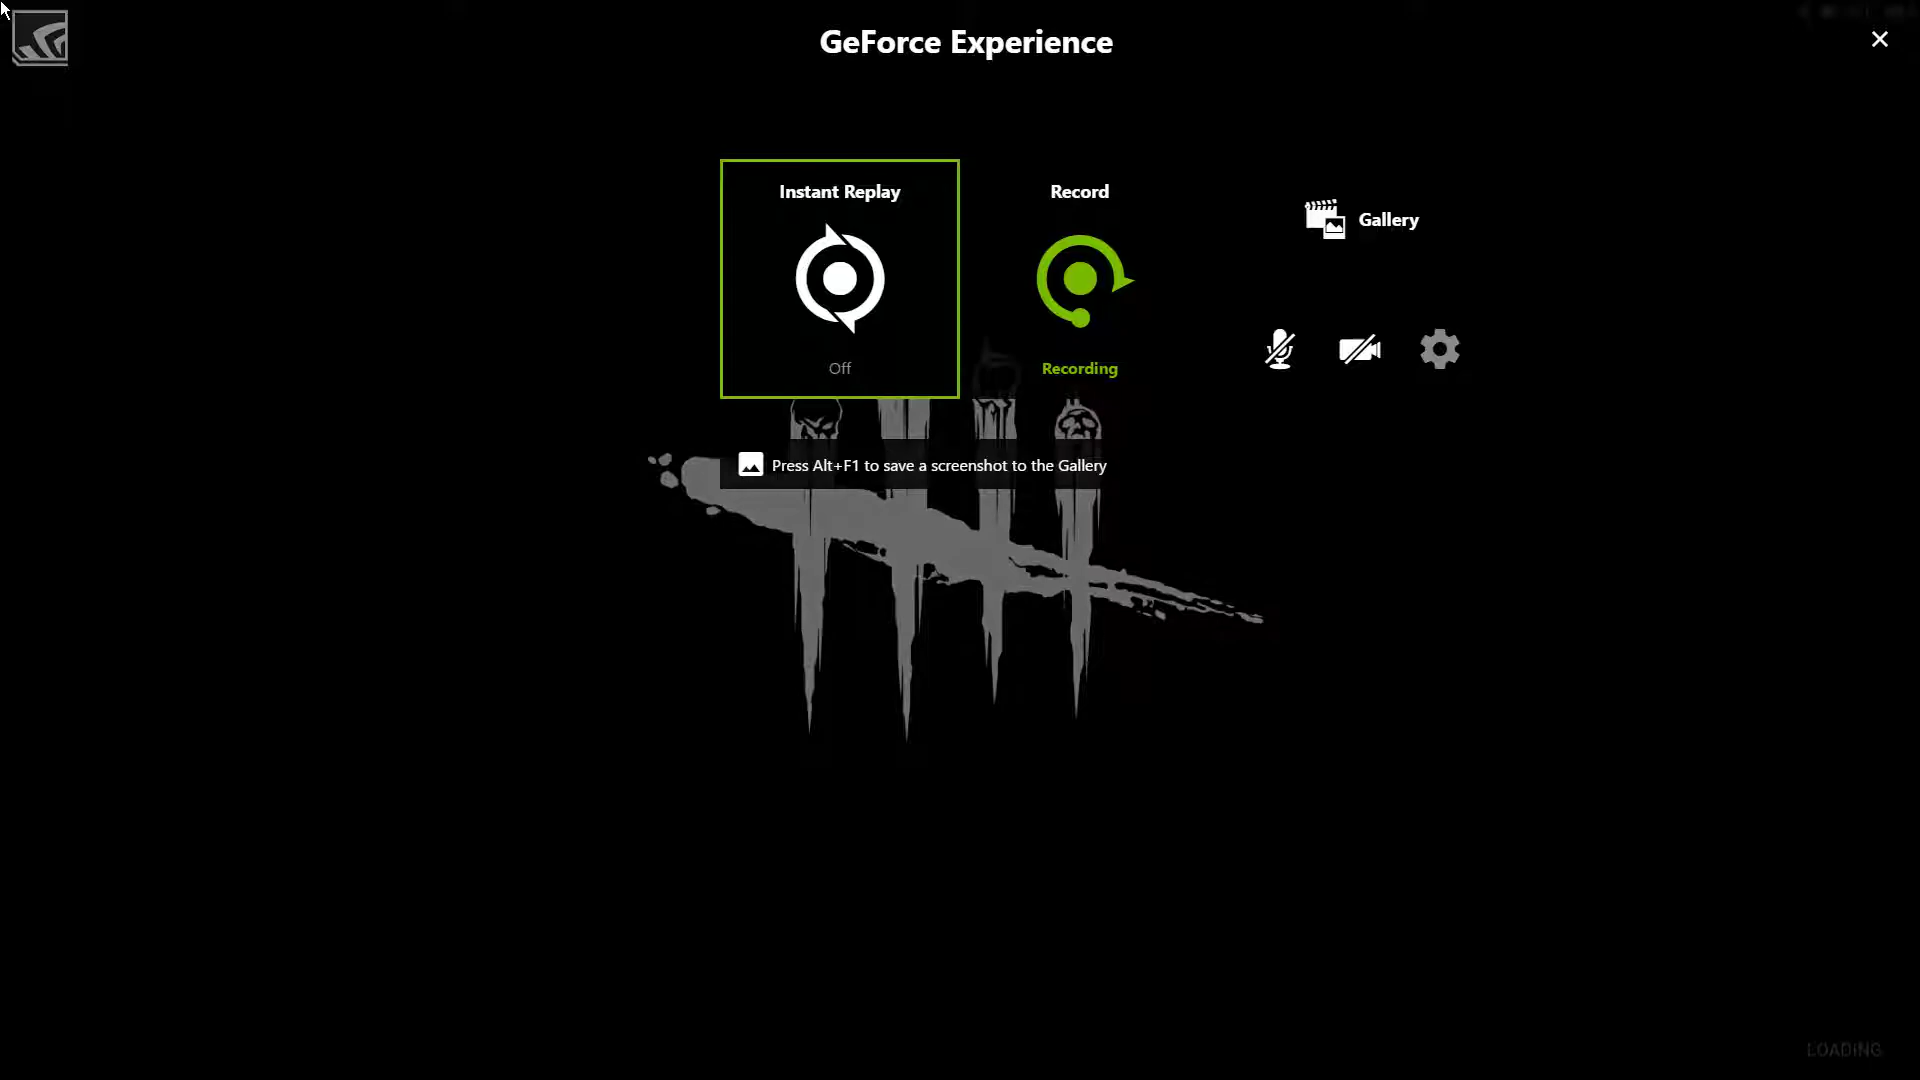 GeForce Experience
Instant Replay
Record
Gallery
Off
Recording
Press Alt+F1 to save a screenshot to the Gallery
LOADING